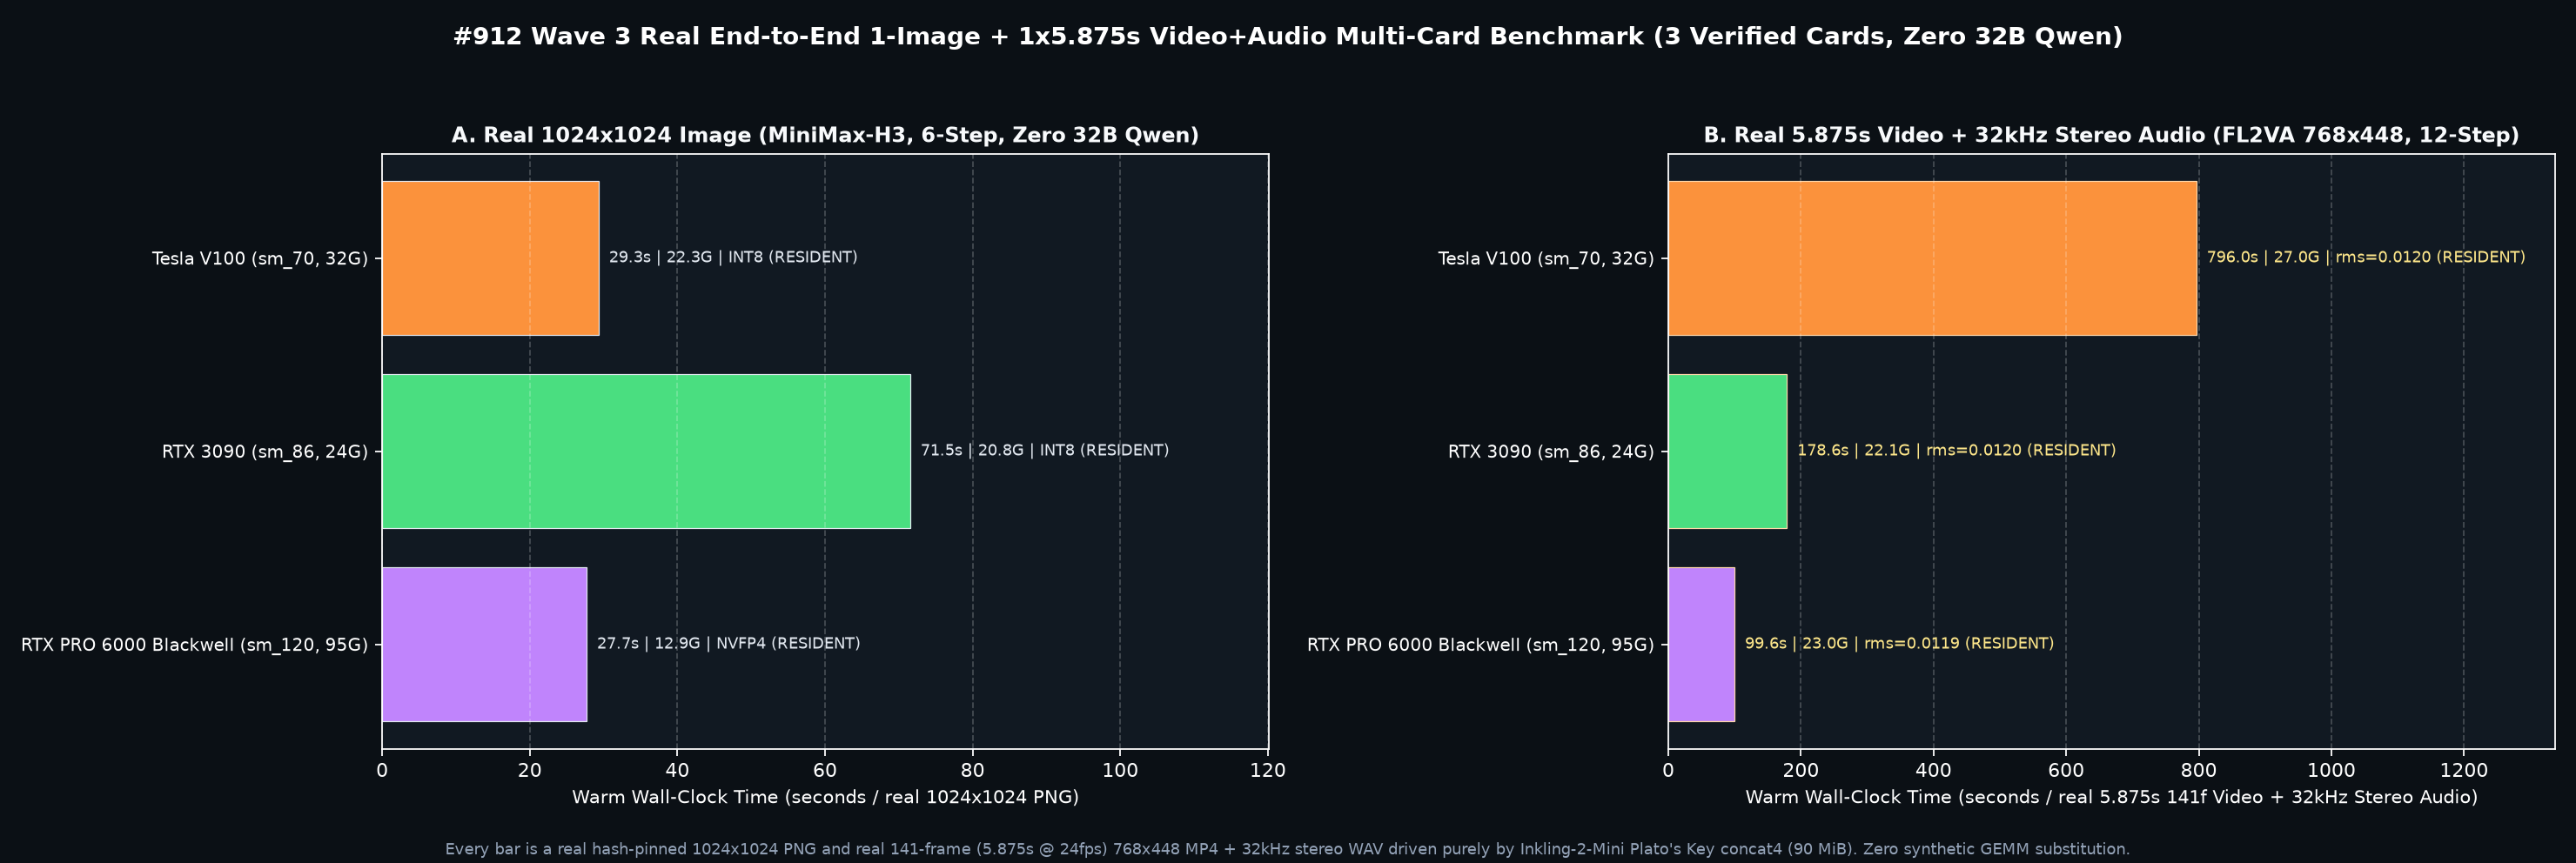 #912 Wave 3 Real End-to-End 1-Image + 1x5.875s Video+Audio Multi-Card Benchmark (3 Verified Cards, Zero 32B Qwen)
A. Real 1024x1024 Image (MiniMax-H3, 6-Step, Zero 32B Qwen)
Tesla V100 (sm_70, 32G)
29.3s | 22.3G | INT8 (RESIDENT)
RTX 3090 (sm_86, 24G)
71.5s | 20.8G | INT8 (RESIDENT)
RTX PRO 6000 Blackwell (sm_120, 95G)
27.7s | 12.9G | NVFP4 (RESIDENT)
0 20 40 60 80 100 120
Warm Wall-Clock Time (seconds / real 1024x1024 PNG)
B. Real 5.875s Video + 32kHz Stereo Audio (FL2VA 768x448, 12-Step)
Tesla V100 (sm_70, 32G)
796.0s | 27.0G | rms=0.0120 (RESIDENT)
RTX 3090 (sm_86, 24G)
178.6s | 22.1G | rms=0.0120 (RESIDENT)
RTX PRO 6000 Blackwell (sm_120, 95G)
99.6s | 23.0G | rms=0.0119 (RESIDENT)
0 200 400 600 800 1000 1200
Warm Wall-Clock Time (seconds / real 5.875s 141f Video + 32kHz Stereo Audio)
Every bar is a real hash-pinned 1024x1024 PNG and real 141-frame (5.875s @ 24fps) 768x448 MP4 + 32kHz stereo WAV driven purely by Inkling-2-Mini Plato's Key concat4 (90 MiB). Zero synthetic GEMM substitution.